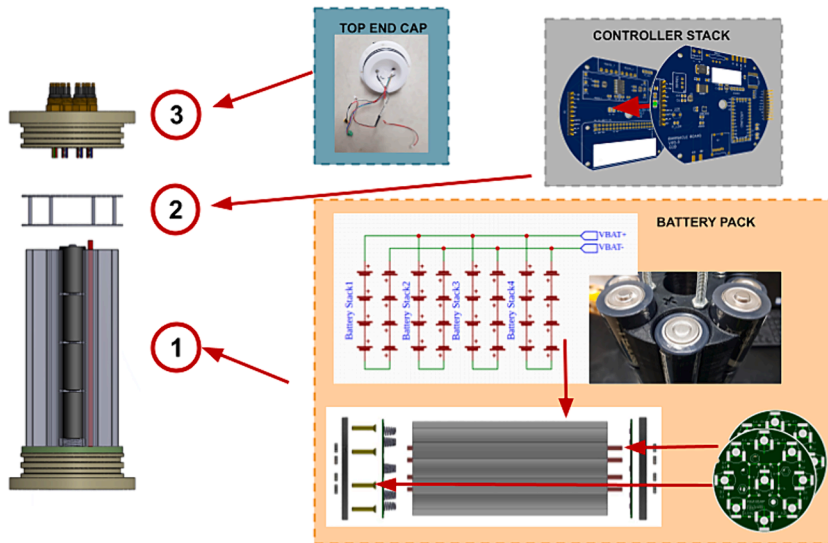 TOP END CAP
CONTROLLER STACK
3
2
BATTERY PACK
VBAT+
VBAT-
Battery Stack1
Battery Stack2
Battery Stack3
Battery Stack4
1